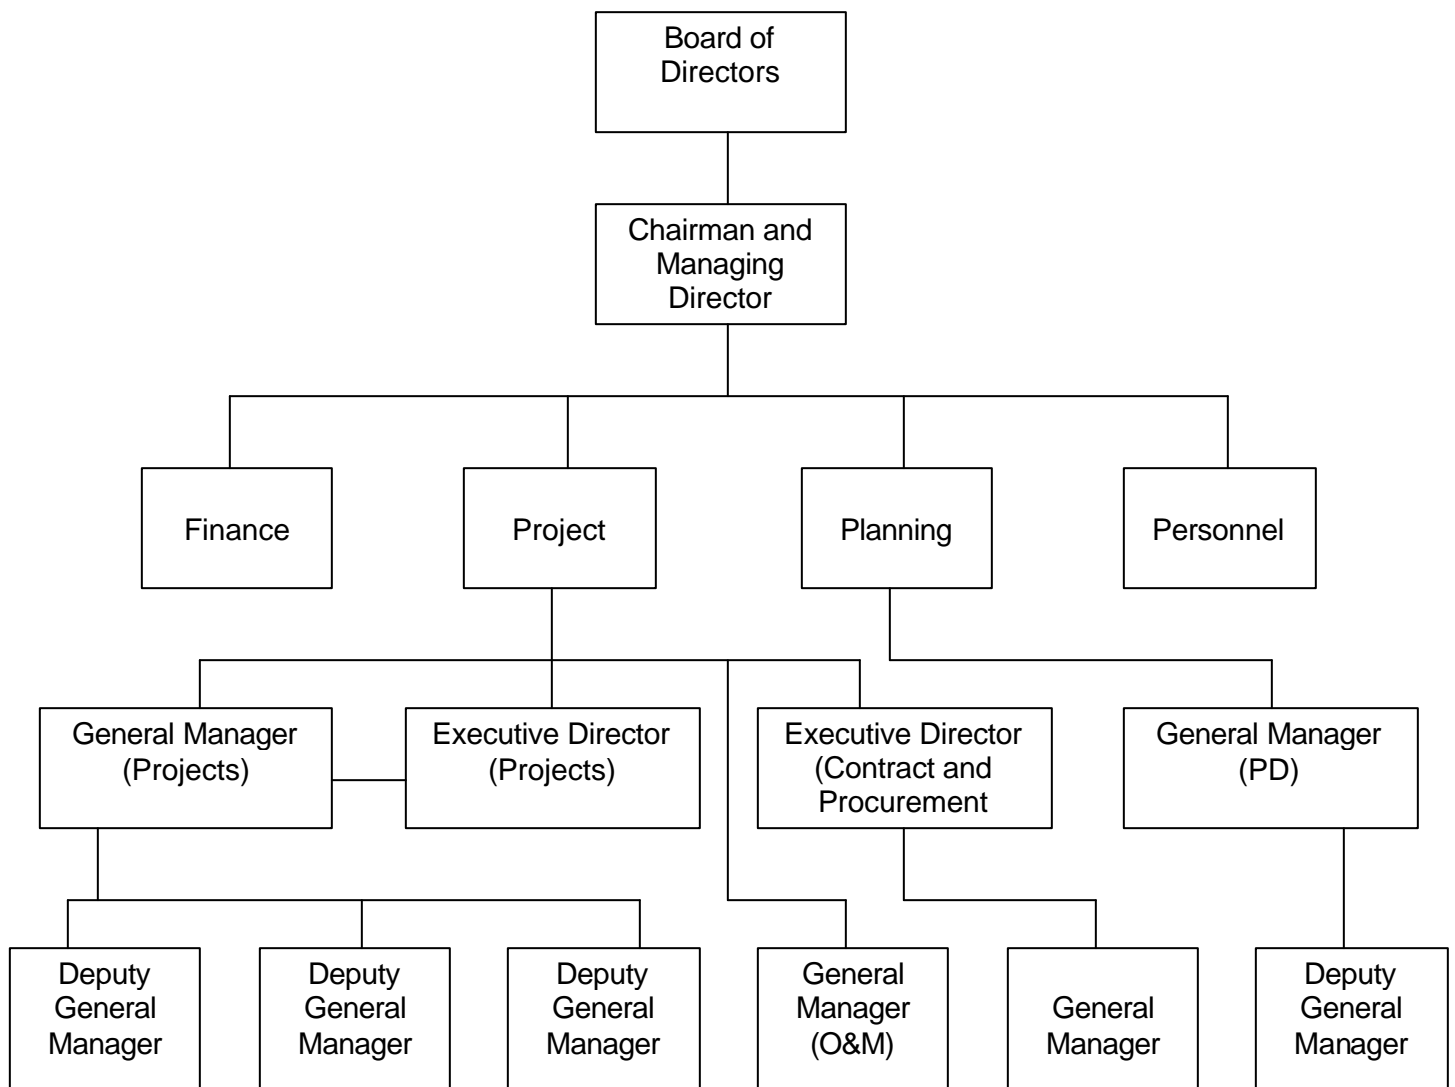 Board of
Directors
Chairman and
Managing
Director
Finance
Project
Planning
Personnel
General Manager
(Projects)
Executive Director
(Projects)
Executive Director
(Contract and
Procurement
General Manager
(PD)
Deputy
General
Manager
Deputy
General
Manager
Deputy
General
Manager
General
Manager
(O&M)
General
Manager
Deputy
General
Manager